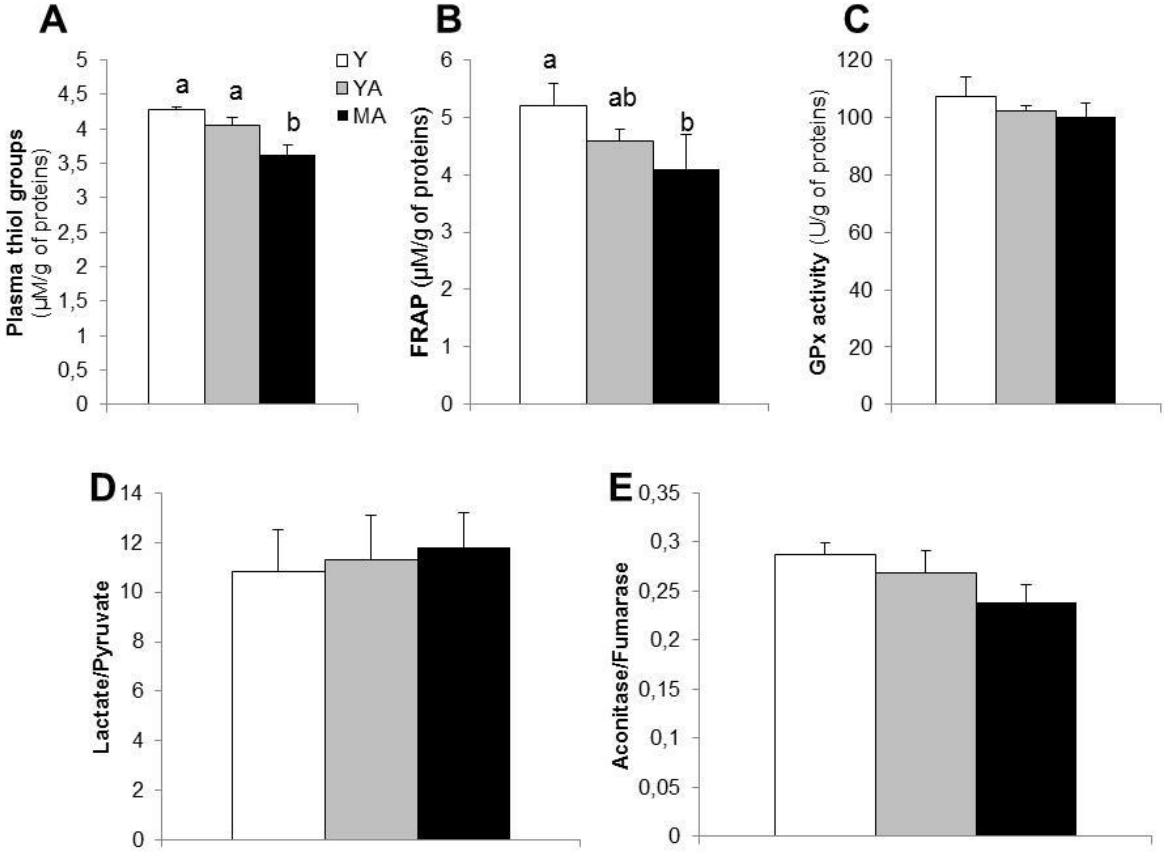 A
Plasma thiol groups
(µM/g of proteins)
5
4,5
4
3,5
3
2,5
2
1,5
1
0,5
0
a
a
b
Y
YA
MA
B
FRAP (µM/g of proteins)
6
5
4
3
2
1
0
a
ab
b
C
GPx activity (U/g of proteins)
120
100
80
60
40
20
0
D
Lactate/Pyruvate
14
12
10
8
6
4
2
0
E
Aconitase/Fumarase
0,35
0,3
0,25
0,2
0,15
0,1
0,05
0